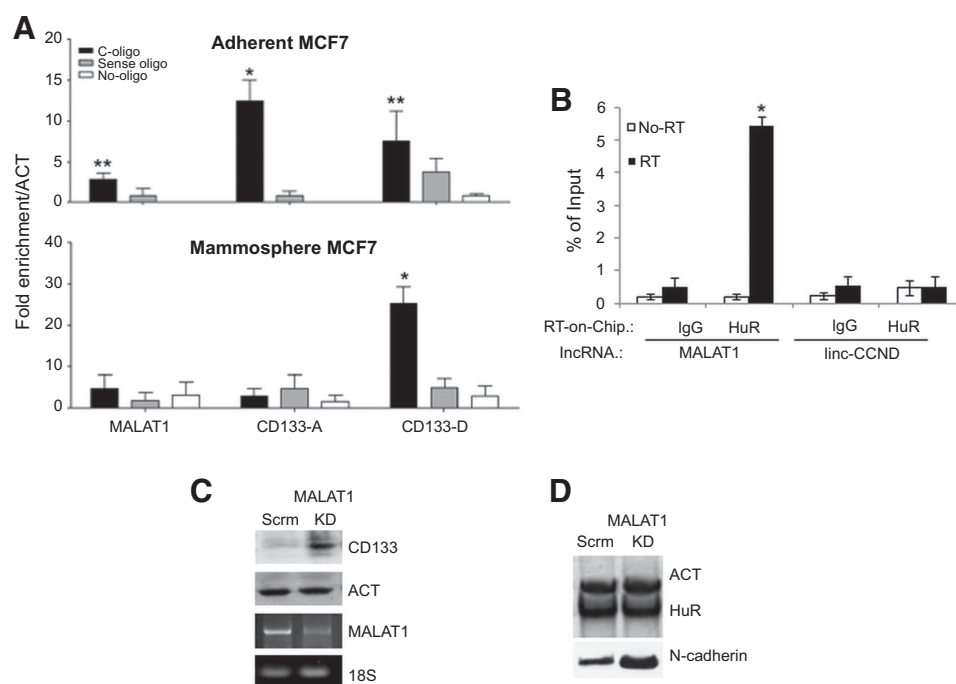 A
Adherent MCF7
C-oligo
Sense oligo
No-oligo
20
15
10
5
0
*
**
**
Mammosphere MCF7
40
30
20
10
0
*
Fold enrichment/ACT
MALAT1 CD133-A CD133-D
B
No-RT
RT
6
5
4
3
2
1
0
*
% of Input
RT-on-Chip.: IgG HuR IgG HuR
lncRNA.: MALAT1 linc-CCND
C
MALAT1
Scrm KD
CD133
ACT
MALAT1
18S
D
MALAT1
Scrm KD
ACT
HuR
N-cadherin